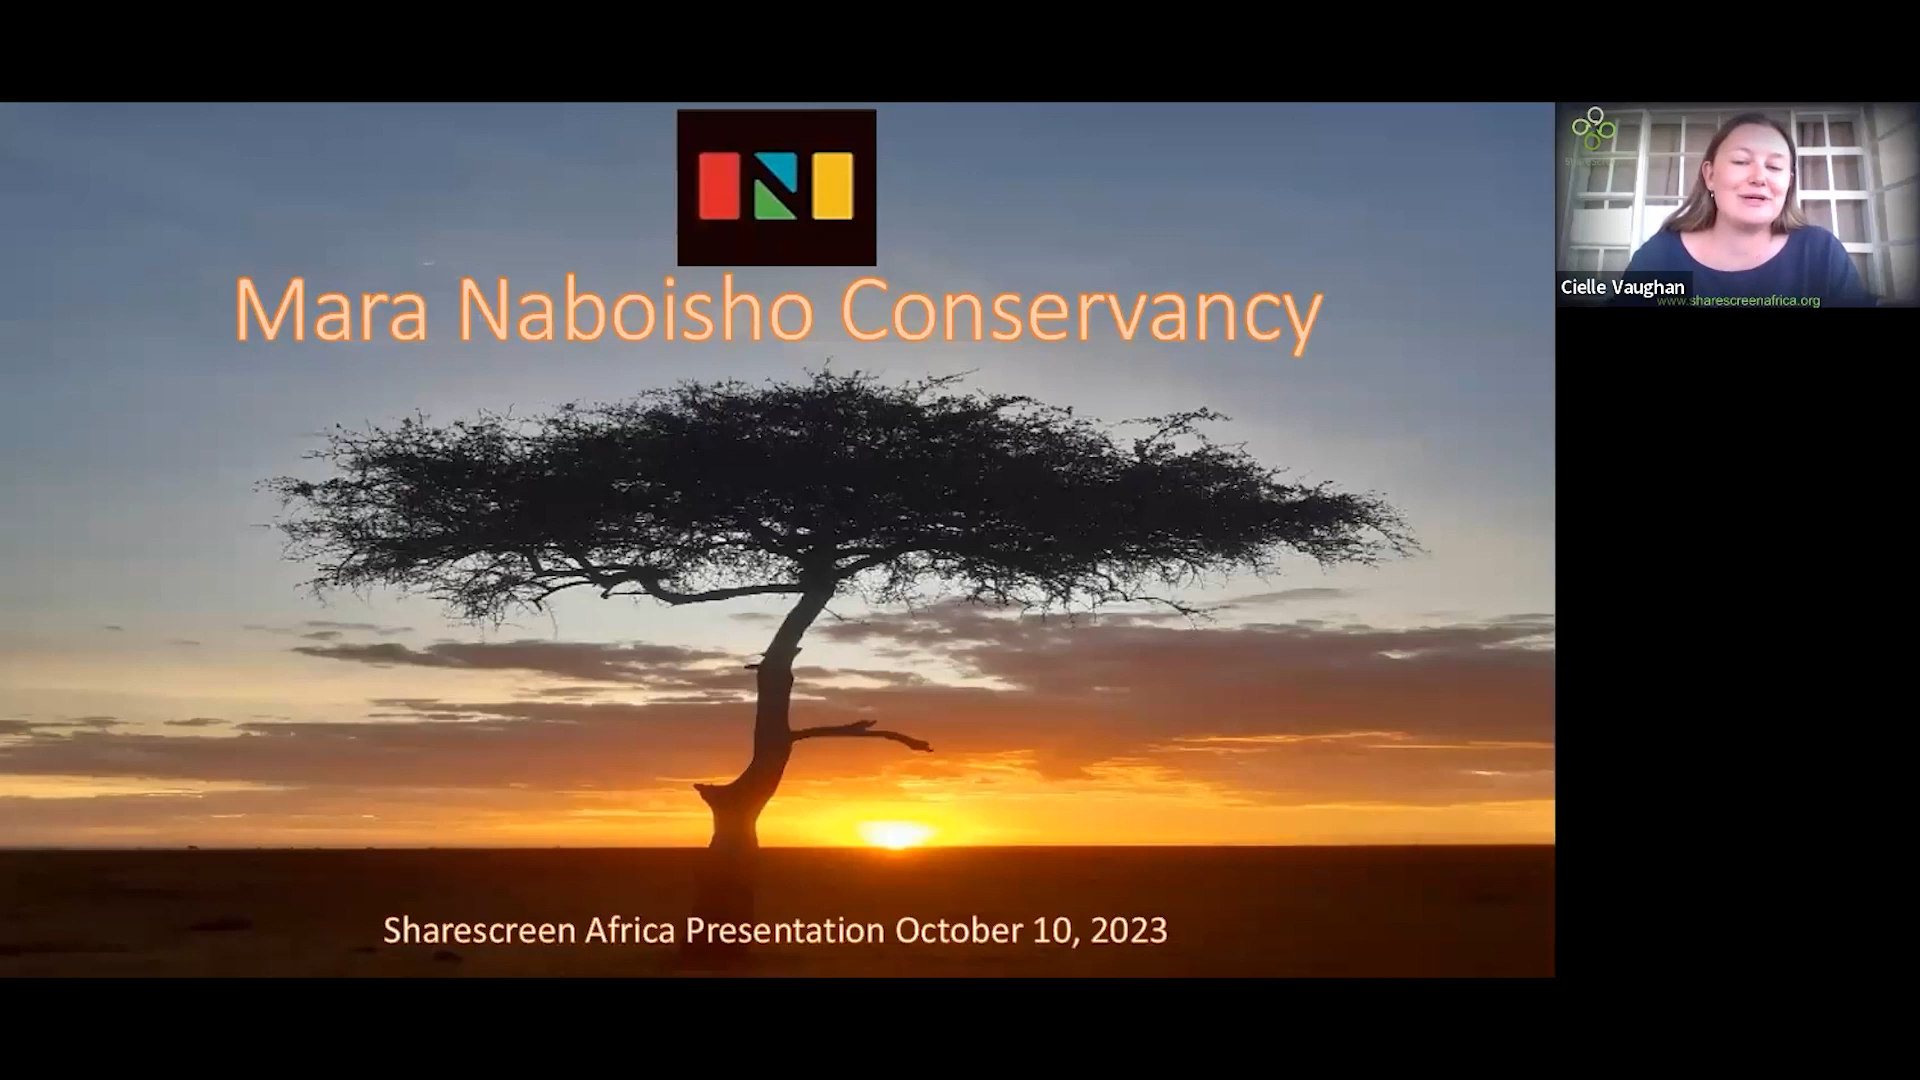 Mara Naboisho Conservancy
Sharescreen Africa Presentation October 10, 2023
Cielle Vaughan
www.sharescreenafrica.org